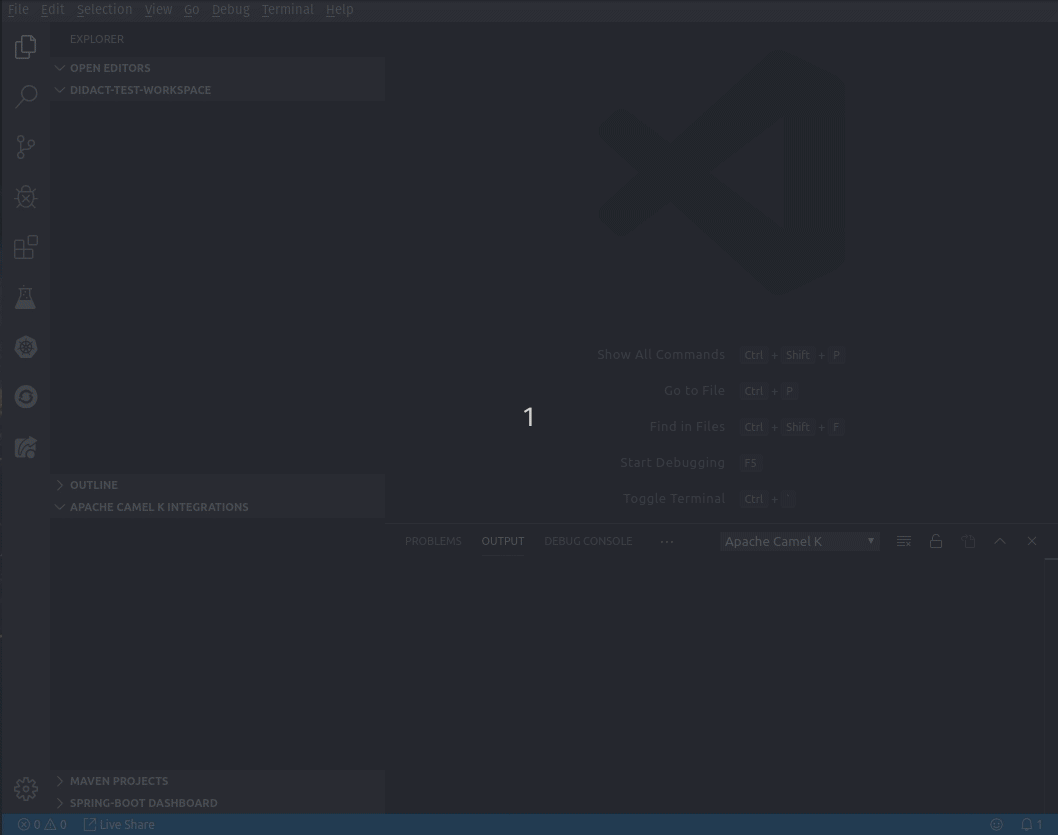 File Edit Selection View Go Debug Terminal Help
EXPLORER
OPEN EDITORS
DIDACT-TEST-WORKSPACE
Show All Commands Ctrl + Shift + P
Go to File Ctrl + P
1
Find in Files Ctrl + Shift + F
Start Debugging F5
Toggle Terminal Ctrl + `
OUTLINE
APACHE CAMEL K INTEGRATIONS
PROBLEMS OUTPUT DEBUG CONSOLE ··· Apache Camel K
MAVEN PROJECTS
SPRING-BOOT DASHBOARD
0 0 Live Share 1